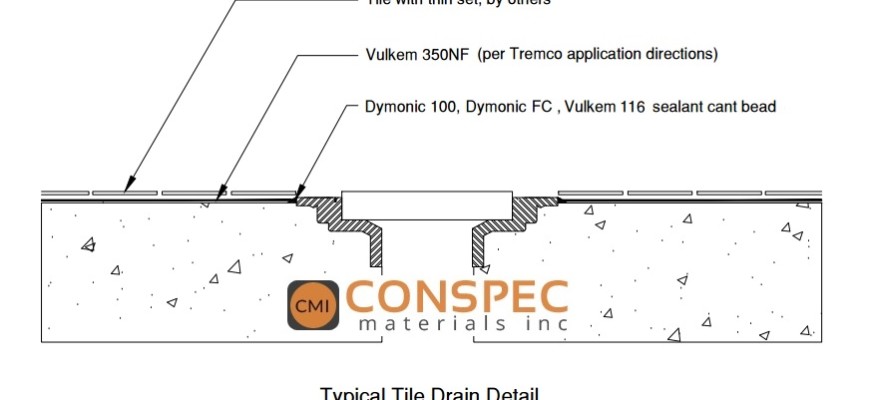 Tile with thin set, by others
Vulkem 350NF (per Tremco application directions)
Dymonic 100, Dymonic FC , Vulkem 116 sealant cant bead
CMI
CONSPEC
materials inc
Typical Tile Drain Detail